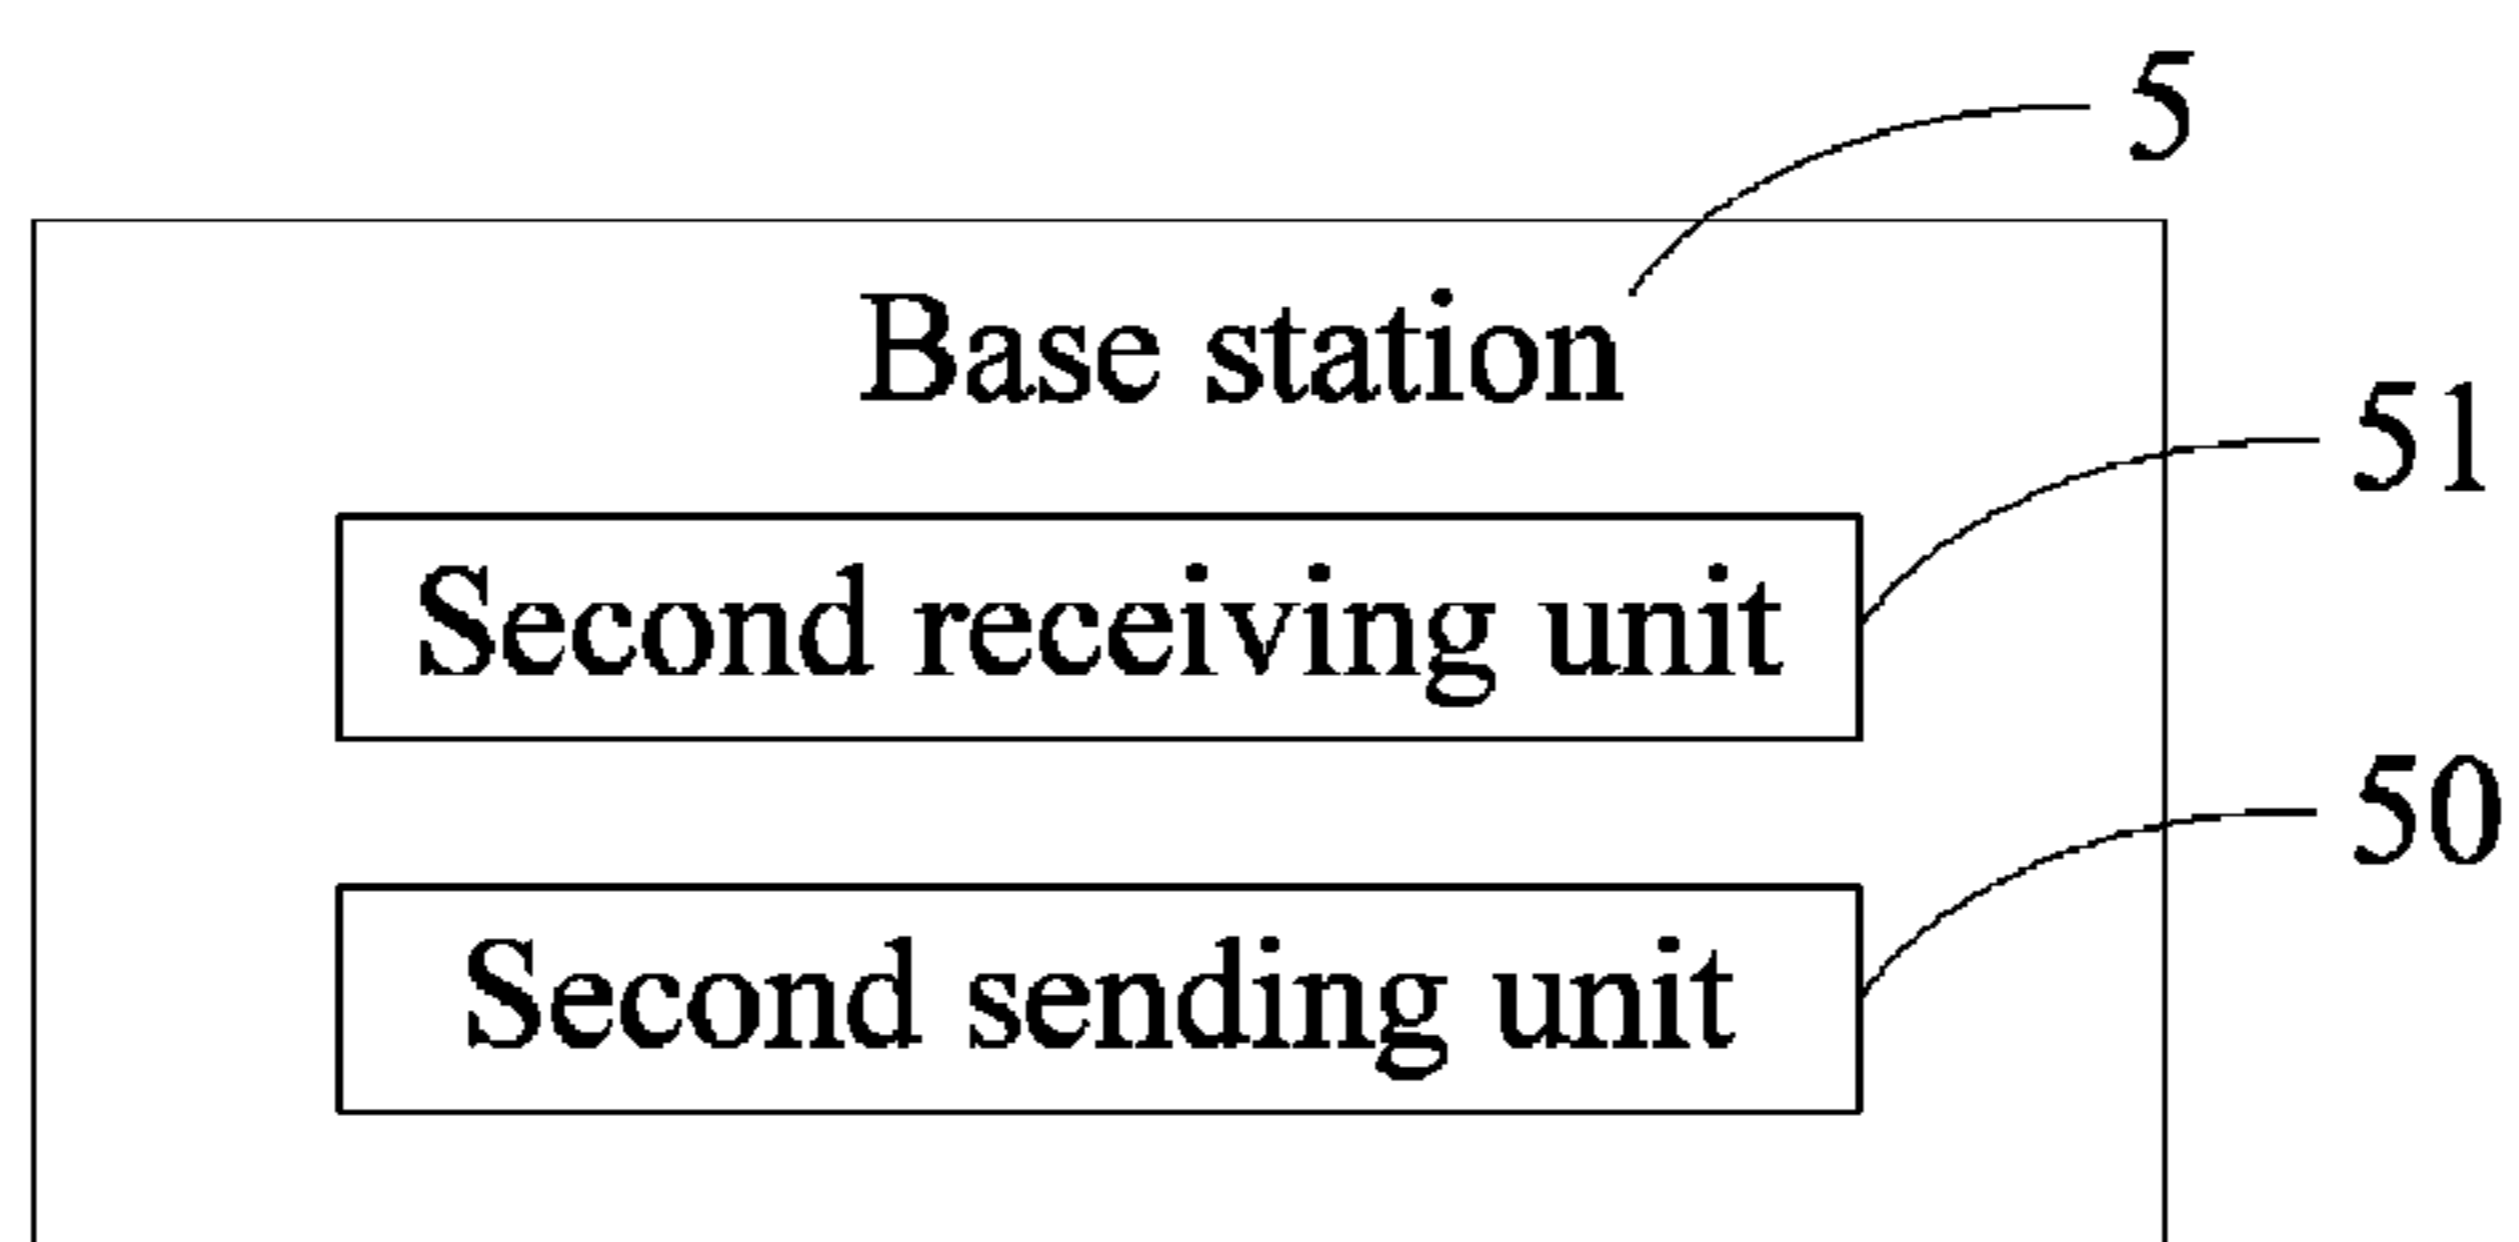 5
Base station
51
Second receiving unit
50
Second sending unit